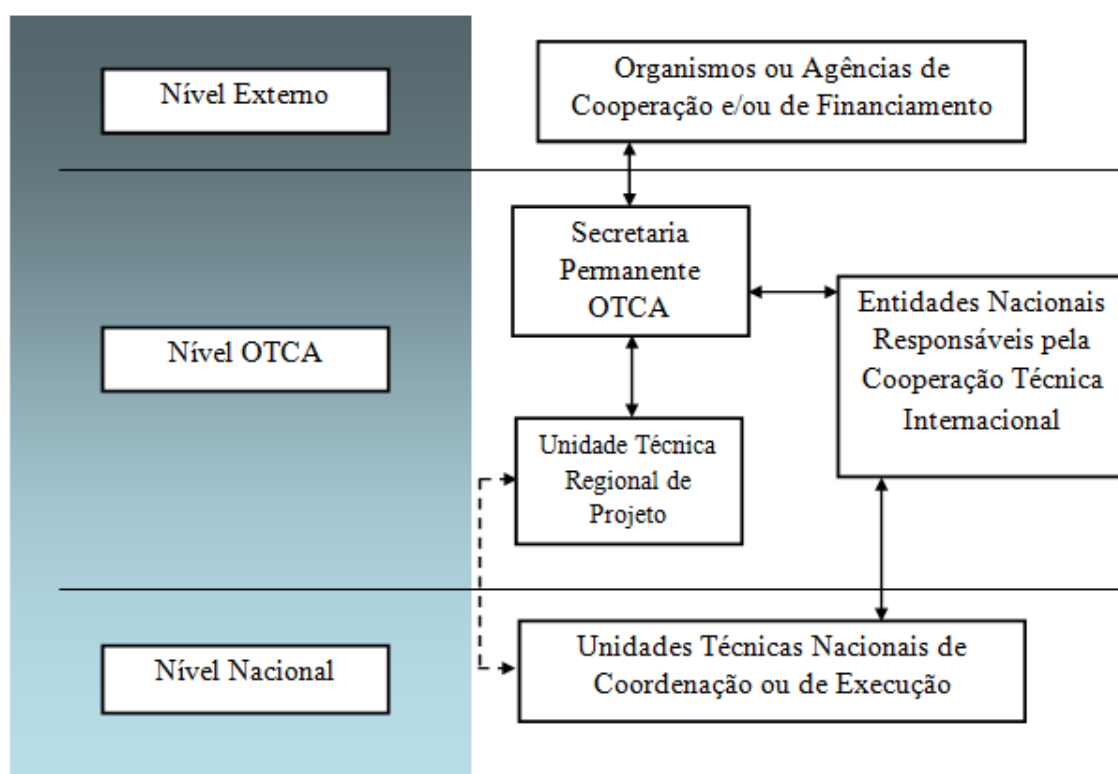 Nível Externo
Organismos ou Agências de
Cooperação e/ou de Financiamento
Secretaria
Permanente
OTCA
Entidades Nacionais
Responsáveis pela
Cooperação Técnica
Internacional
Nível OTCA
Unidade Técnica
Regional de
Projeto
Nível Nacional
Unidades Técnicas Nacionais de
Coordenação ou de Execução